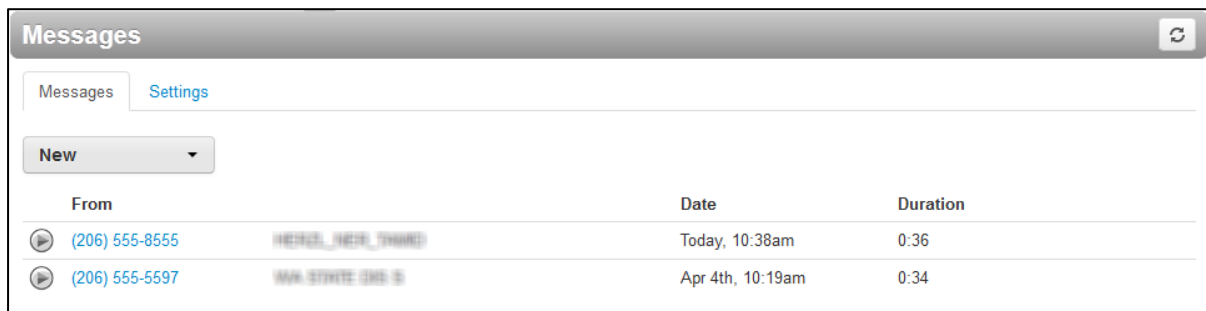 Messages
Messages Settings
New
From Date Duration
(206) 555-8555 Today, 10:38am 0:36
(206) 555-5597 Apr 4th, 10:19am 0:34